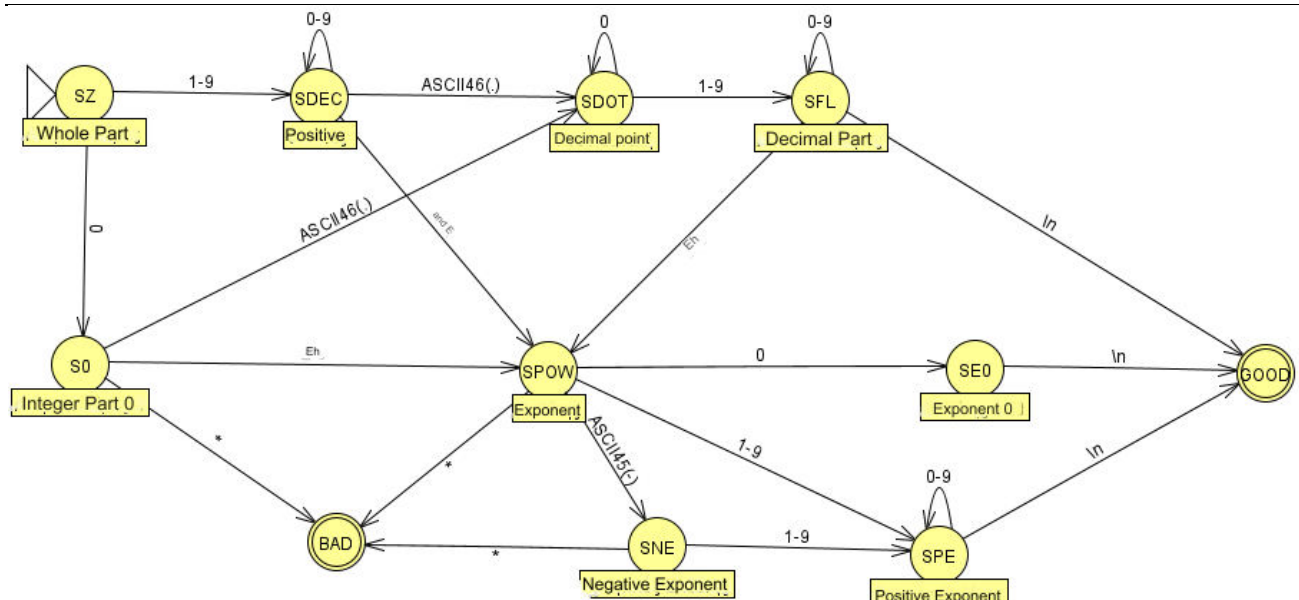 0-9
0
0-9
SZ
1-9
SDEC
ASCII46(.)
SDOT
1-9
SFL
Whole Part
Positive
Decimal point
Decimal Part
0
ASCII46(.)
and E
Eh
\n
S0
Eh
SPOW
0
SE0
\n
GOOD
Integer Part 0
Exponent
Exponent 0
*
*
ASCII45(-)
1-9
0-9
\n
BAD
*
SNE
1-9
SPE
Negative Exponent
Positive Exponent